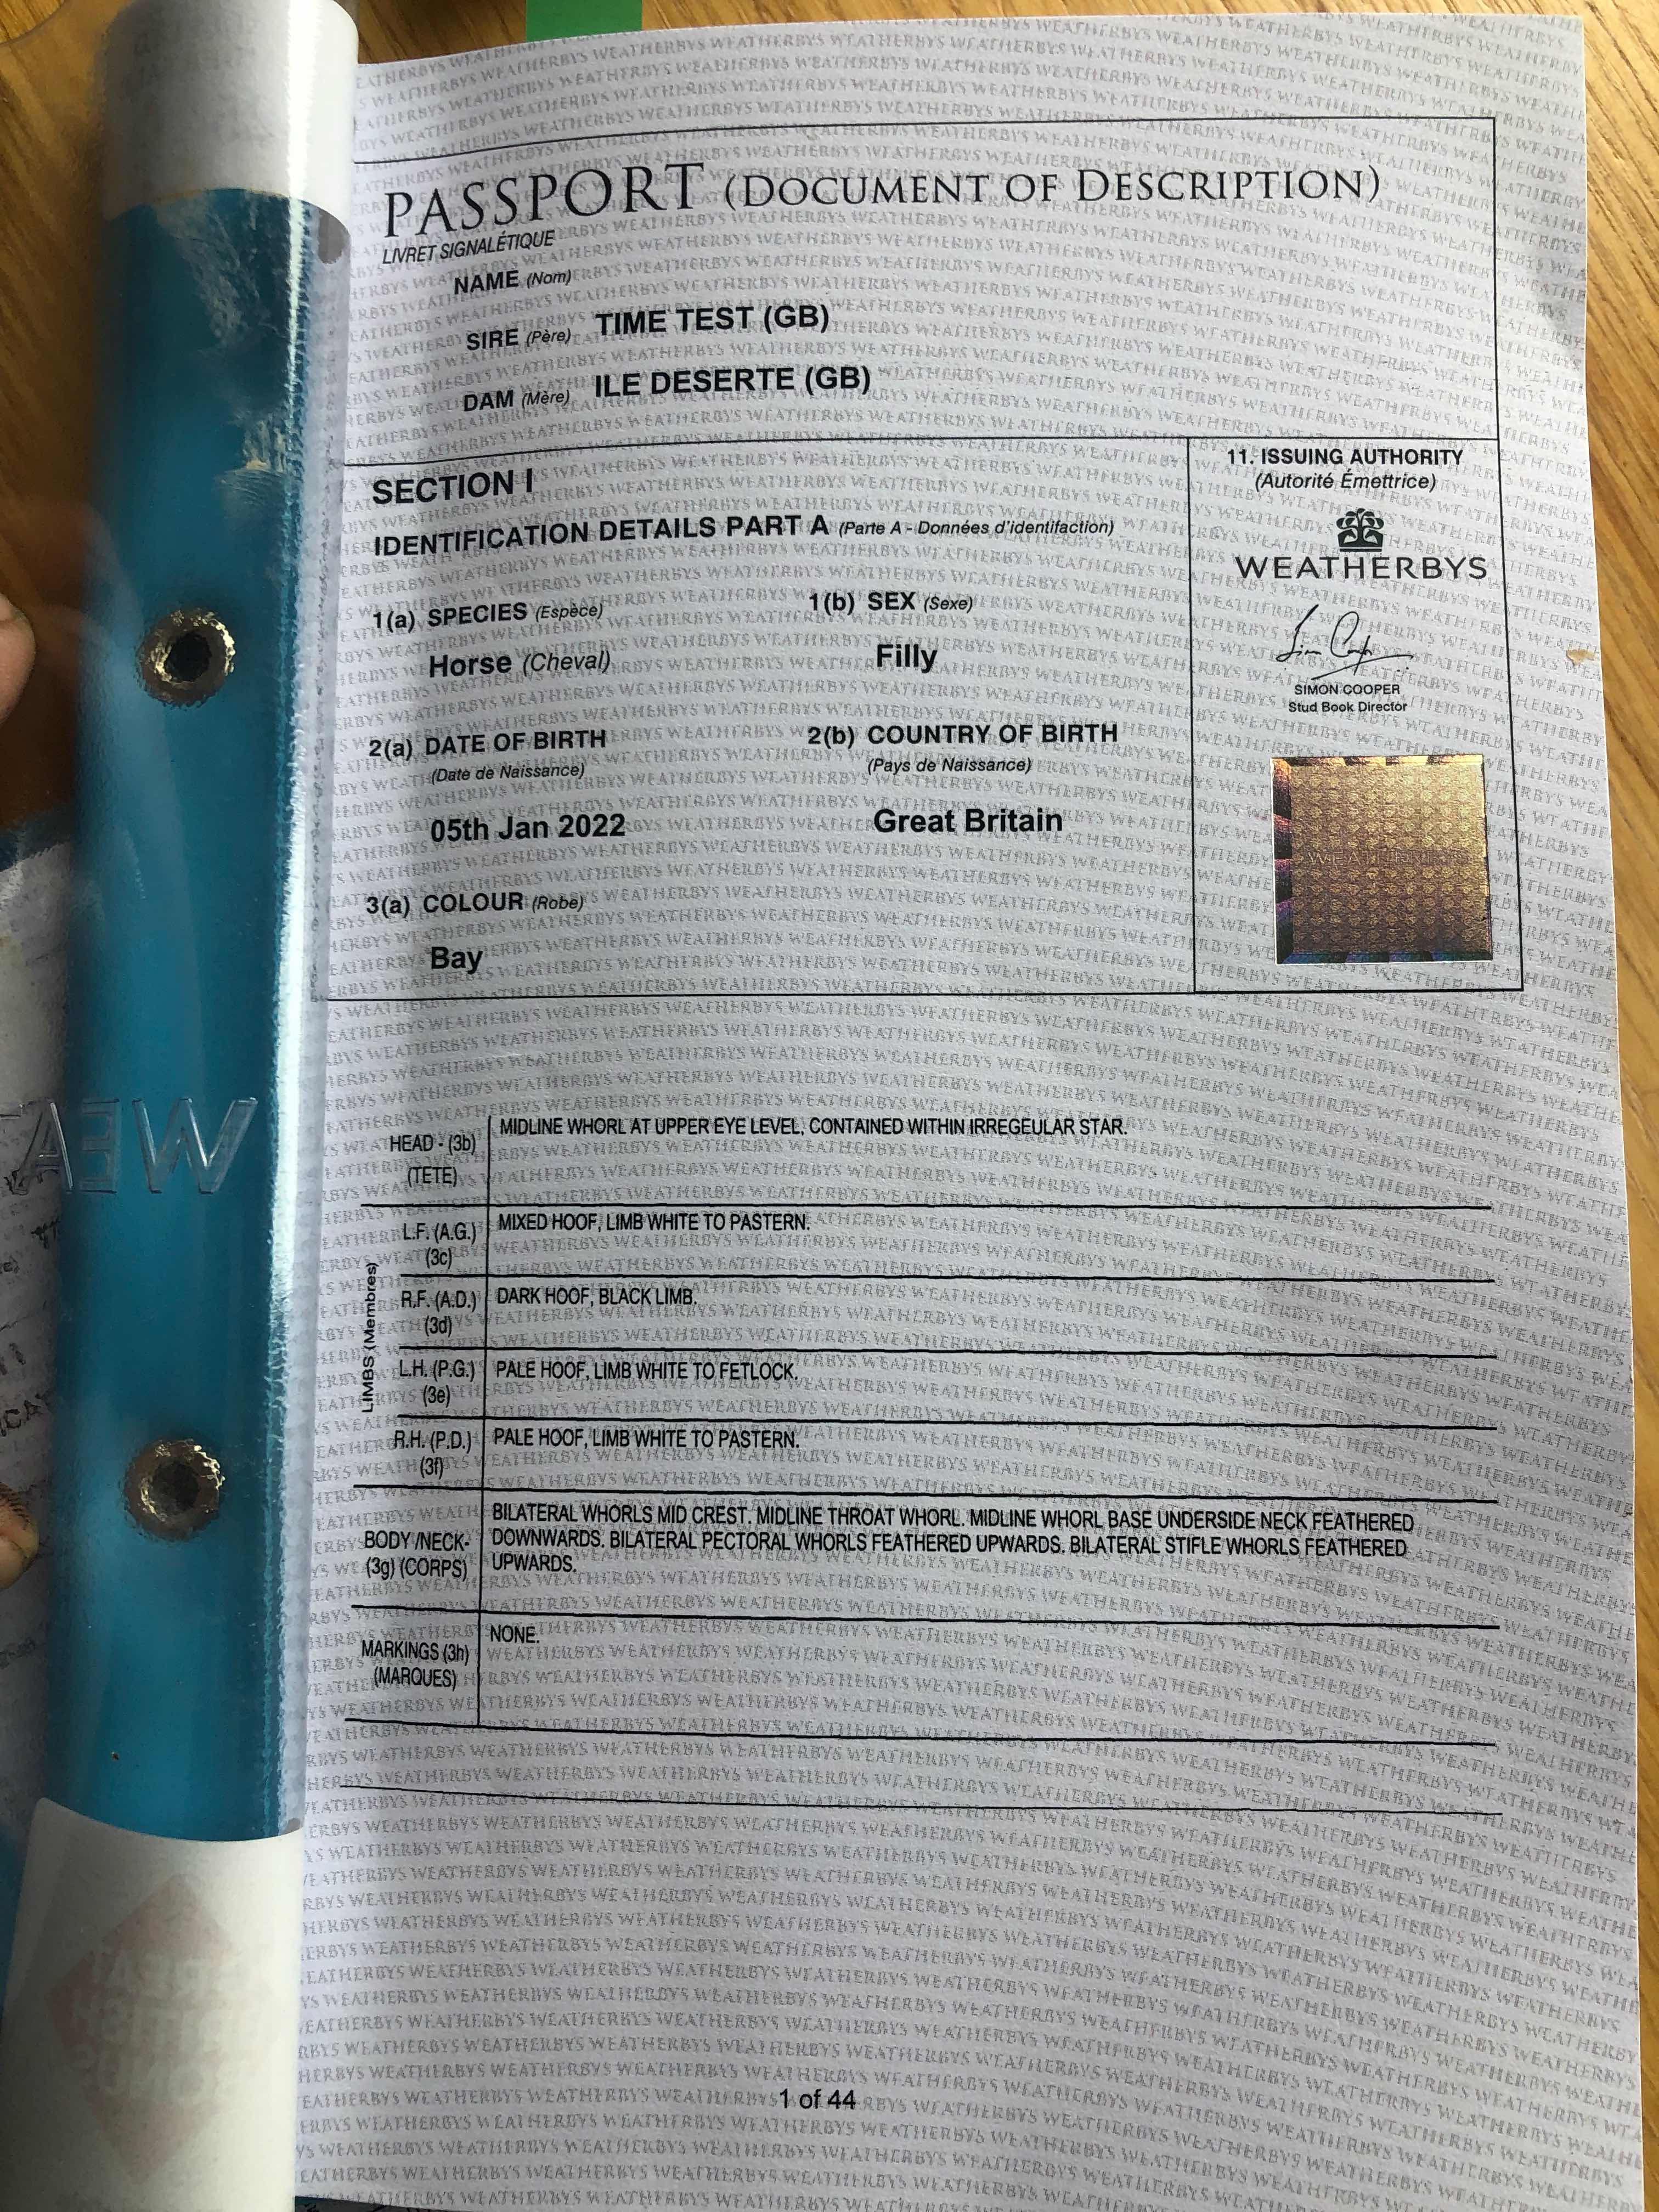 PASSPORT (DOCUMENT OF DESCRIPTION)
LIVRET SIGNALÉTIQUE
NAME (Nom)
SIRE (Père) TIME TEST (GB)
DAM (Mère) ILE DESERTE (GB)
SECTION I
IDENTIFICATION DETAILS PART A (Parte A - Données d'identifaction)
1(a) SPECIES (Espèce) 1(b) SEX (Sexe)
Horse (Cheval) Filly
2(a) DATE OF BIRTH 2(b) COUNTRY OF BIRTH
(Date de Naissance) (Pays de Naissance)
05th Jan 2022 Great Britain
3(a) COLOUR (Robe)
Bay
11. ISSUING AUTHORITY
(Autorité Émettrice)
WEATHERBYS
SIMON COOPER
Stud Book Director
HEAD - (3b) MIDLINE WHORL AT UPPER EYE LEVEL, CONTAINED WITHIN IRREGEULAR STAR.
(TETE)
LIMBS (Membres)
L.F. (A.G.) MIXED HOOF, LIMB WHITE TO PASTERN.
(3c)
R.F. (A.D.) DARK HOOF, BLACK LIMB.
(3d)
L.H. (P.G.) PALE HOOF, LIMB WHITE TO FETLOCK.
(3e)
R.H. (P.D.) PALE HOOF, LIMB WHITE TO PASTERN.
(3f)
BODY /NECK- BILATERAL WHORLS MID CREST. MIDLINE THROAT WHORL. MIDLINE WHORL BASE UNDERSIDE NECK FEATHERED
(3g) (CORPS) DOWNWARDS. BILATERAL PECTORAL WHORLS FEATHERED UPWARDS. BILATERAL STIFLE WHORLS FEATHERED
UPWARDS.
MARKINGS (3h) NONE.
(MARQUES)
1 of 44